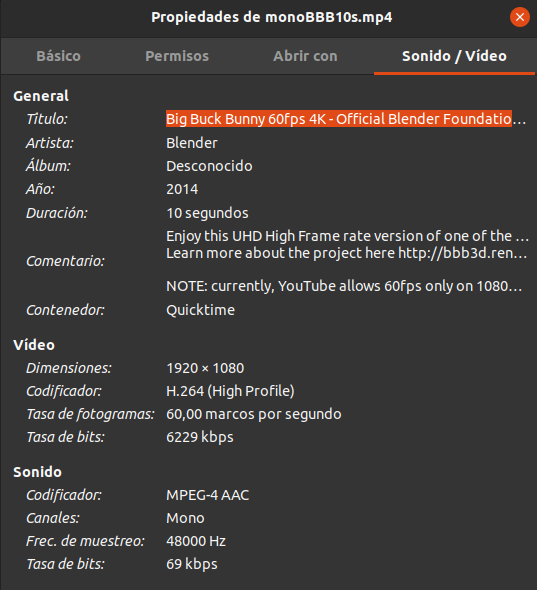 Propiedades de monoBBB10s.mp4
Básico Permisos Abrir con Sonido / Vídeo
General
Título: Big Buck Bunny 60fps 4K - Official Blender Foundatio…
Artista: Blender
Álbum: Desconocido
Año: 2014
Duración: 10 segundos
Comentario: Enjoy this UHD High Frame rate version of one of the …
Learn more about the project here http://bbb3d.ren…
NOTE: currently, YouTube allows 60fps only on 1080…
Contenedor: Quicktime
Vídeo
Dimensiones: 1920 × 1080
Codificador: H.264 (High Profile)
Tasa de fotogramas: 60,00 marcos por segundo
Tasa de bits: 6229 kbps
Sonido
Codificador: MPEG-4 AAC
Canales: Mono
Frec. de muestreo: 48000 Hz
Tasa de bits: 69 kbps